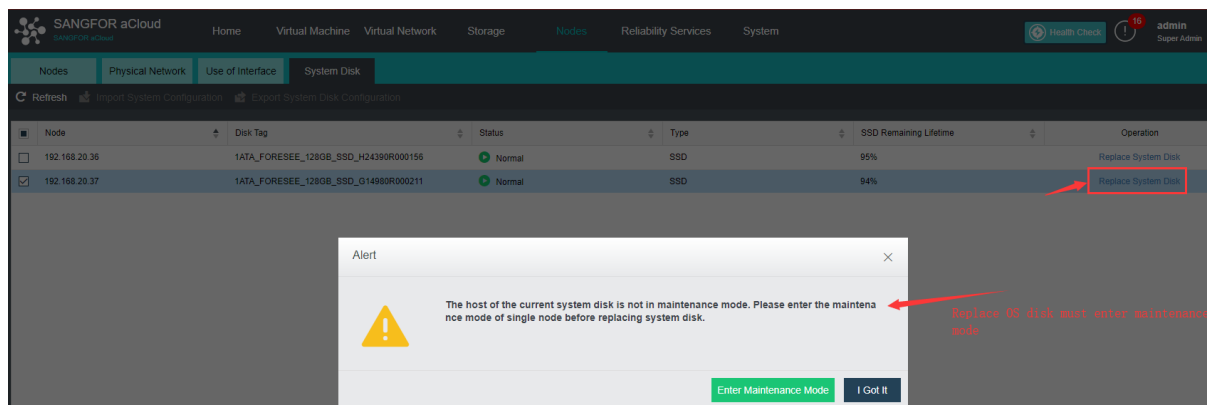 SANGFOR aCloud
SANGFOR aCloud
Home Virtual Machine Virtual Network Storage Nodes Reliability Services System
Health Check
16
admin
Super Admin
Nodes Physical Network Use of Interface System Disk
Refresh Import System Configuration Export System Disk Configuration
Node Disk Tag Status Type SSD Remaining Lifetime Operation
192.168.20.36 1ATA_FORESEE_128GB_SSD_H24390R000156 Normal SSD 95% Replace System Disk
192.168.20.37 1ATA_FORESEE_128GB_SSD_G14980R000211 Normal SSD 94% Replace System Disk
Alert
The host of the current system disk is not in maintenance mode. Please enter the maintena
nce mode of single node before replacing system disk.
Replace OS disk must enter maintenance
mode
Enter Maintenance Mode I Got It